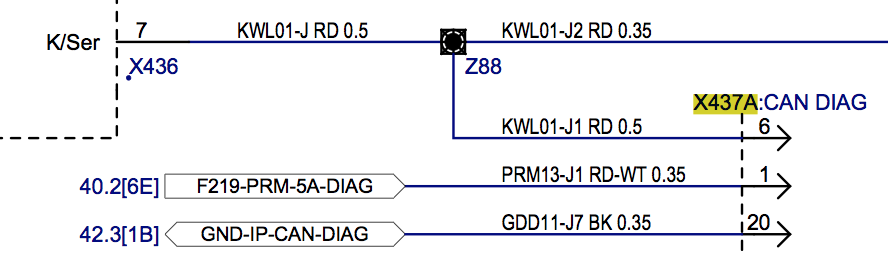 K/Ser
7
KWL01-J RD 0.5
KWL01-J2 RD 0.35
X436
Z88
X437A:CAN DIAG
KWL01-J1 RD 0.5
6
40.2[6E]
F219-PRM-5A-DIAG
PRM13-J1 RD-WT 0.35
1
42.3[1B]
GND-IP-CAN-DIAG
GDD11-J7 BK 0.35
20